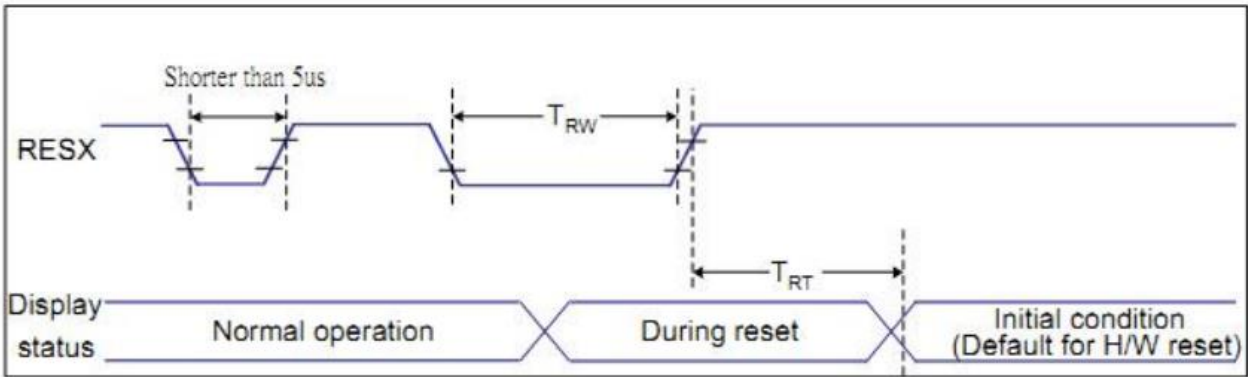 Shorter than 5us
RESX
TRW
TRT
Display
status
Normal operation
During reset
Initial condition
(Default for H/W reset)